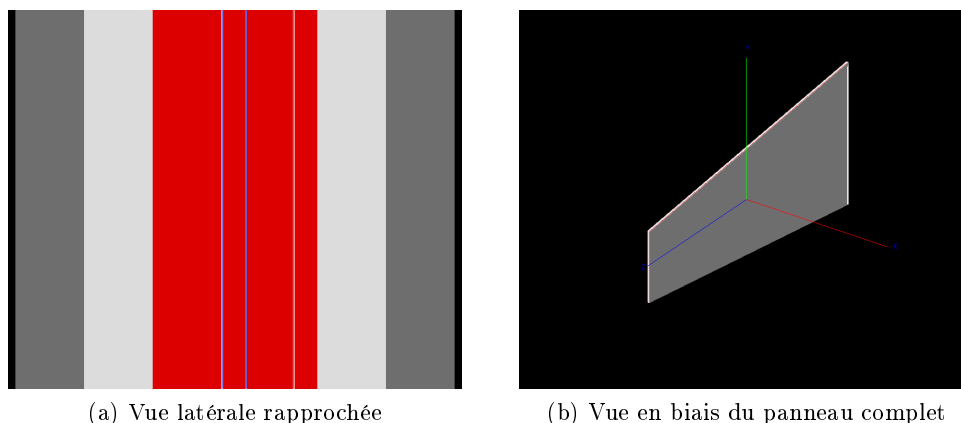 (a) Vue latérale rapprochée
(b) Vue en biais du panneau complet